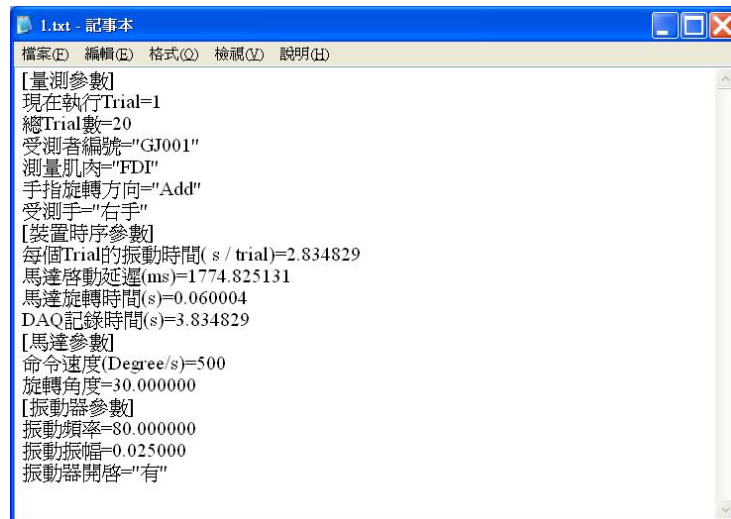 1.txt - 記事本
檔案(F) 編輯(E) 格式(O) 檢視(V) 說明(H)
[量測參數]
現在執行Trial=1
總Trial數=20
受測者編號="GJ001"
測量肌肉="FDI"
手指旋轉方向="Add"
受測手="右手"
[裝置時序參數]
每個Trial的振動時間( s / trial)=2.834829
馬達啓動延遲(ms)=1774.825131
馬達旋轉時間(s)=0.060004
DAQ記錄時間(s)=3.834829
[馬達參數]
命令速度(Degree/s)=500
旋轉角度=30.000000
[振動器參數]
振動頻率=80.000000
振動振幅=0.025000
振動器開啓="有"